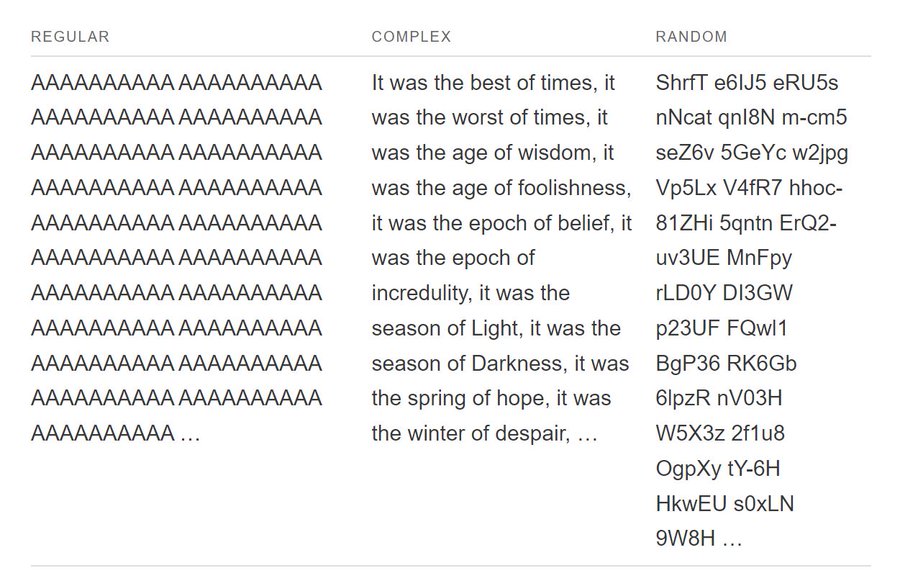 REGULAR
COMPLEX
RANDOM
AAAAAAAAAA AAAAAAAAAA
AAAAAAAAAA AAAAAAAAAA
AAAAAAAAAA AAAAAAAAAA
AAAAAAAAAA AAAAAAAAAA
AAAAAAAAAA AAAAAAAAAA
AAAAAAAAAA AAAAAAAAAA
AAAAAAAAAA AAAAAAAAAA
AAAAAAAAAA AAAAAAAAAA
AAAAAAAAAA AAAAAAAAAA
AAAAAAAAAA AAAAAAAAAA
AAAAAAAAAA …
It was the best of times, it
was the worst of times, it
was the age of wisdom, it
was the age of foolishness,
it was the epoch of belief, it
was the epoch of
incredulity, it was the
season of Light, it was the
season of Darkness, it was
the spring of hope, it was
the winter of despair, …
ShrfT e6IJ5 eRU5s
nNcat qnI8N m-cm5
seZ6v 5GeYc w2jpg
Vp5Lx V4fR7 hhoc-
81ZHi 5qntn ErQ2-
uv3UE MnFpy
rLD0Y DI3GW
p23UF FQwl1
BgP36 RK6Gb
6lpzR nV03H
W5X3z 2f1u8
OgpXy tY-6H
HkwEU s0xLN
9W8H …